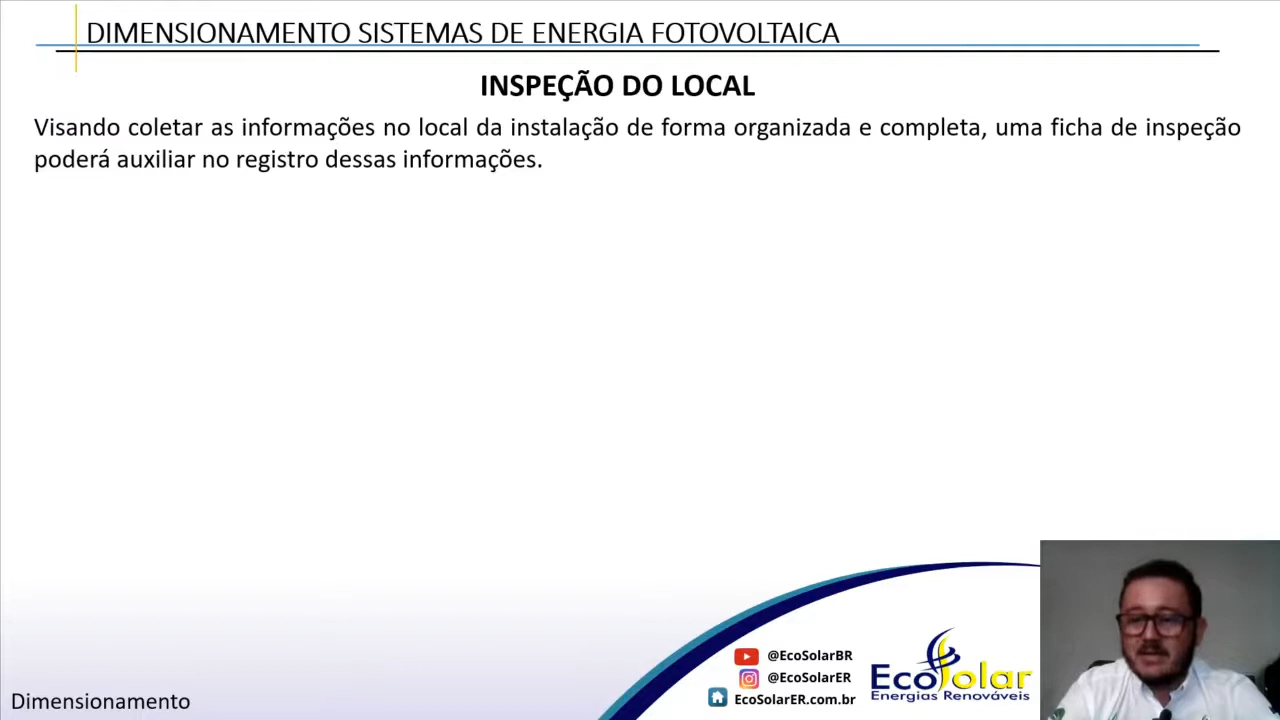 DIMENSIONAMENTO SISTEMAS DE ENERGIA FOTOVOLTAICA
INSPEÇÃO DO LOCAL
Visando coletar as informações no local da instalação de forma organizada e completa, uma ficha de inspeção
poderá auxiliar no registro dessas informações.
@EcoSolarBR
@EcoSolarER
EcoSolarER.com.br
EcoSolar
Energias Renováveis
Dimensionamento